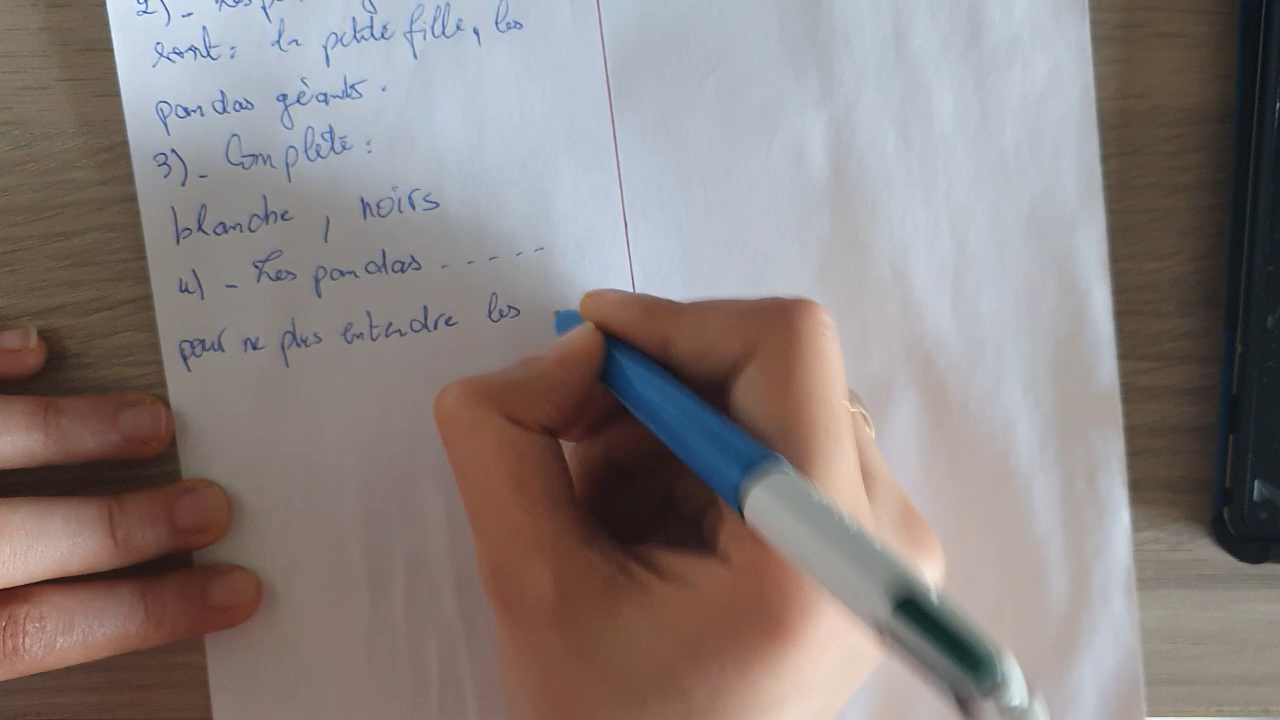 2)-
sont: la petite fille, les
pandas géants.
3)- Complète:
blanche, noirs
4)- Les pandas - - - - -
pour ne plus entendre les